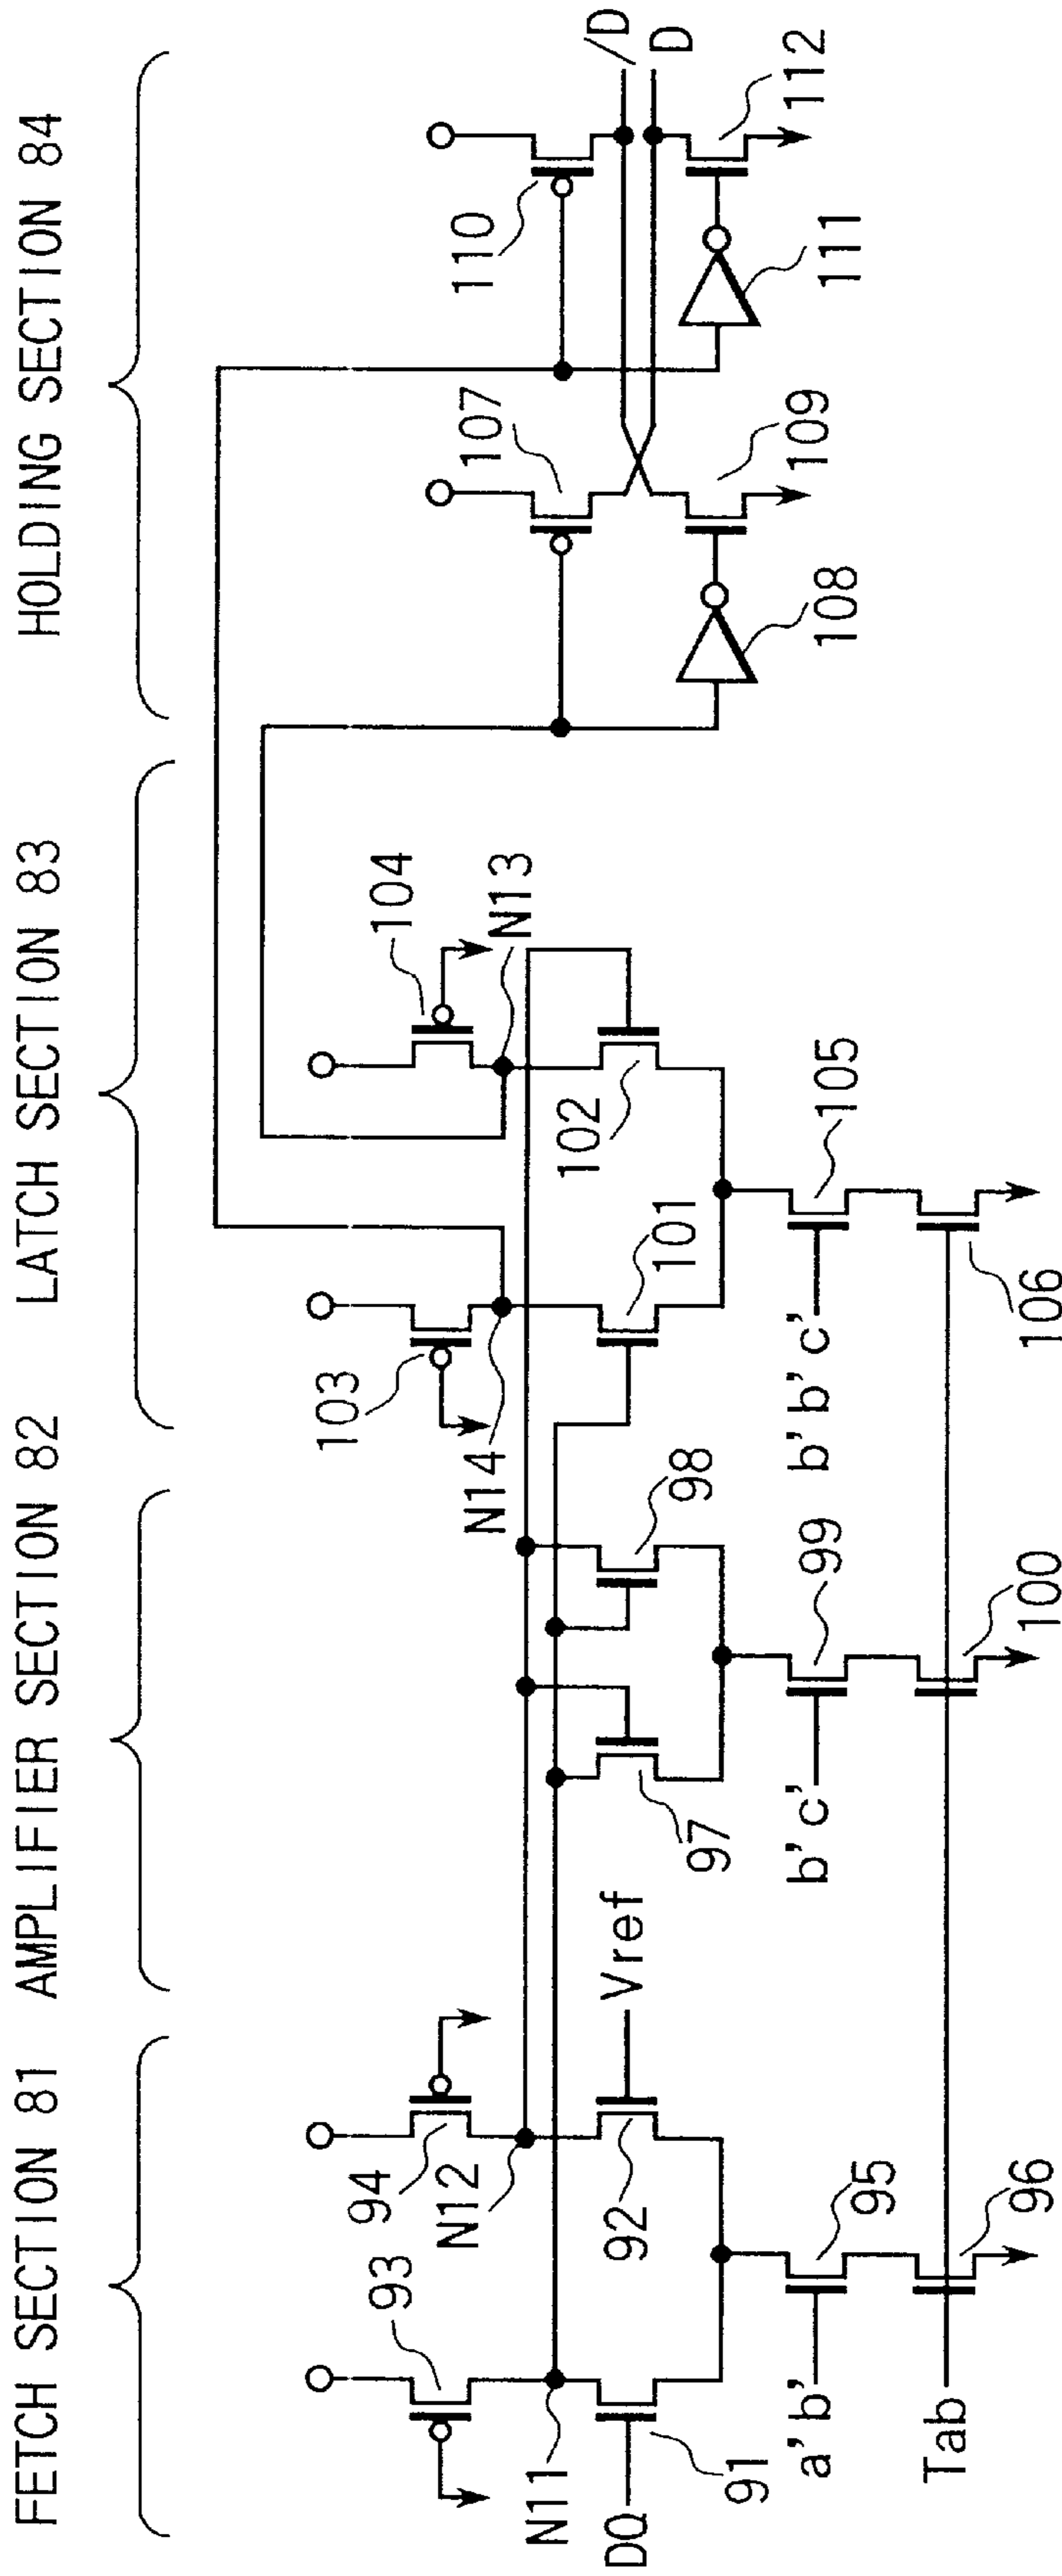 FETCH SECTION 81
AMPLIFIER SECTION 82
LATCH SECTION 83
HOLDING SECTION 84
93
94
103
104
N11
N12
N14
N13
107
110
/D
D
DQ
91
92
Vref
97
98
101
102
108
109
111
112
a'b'
95
b'c'
99
b'b'c'
105
Tab
96
100
106